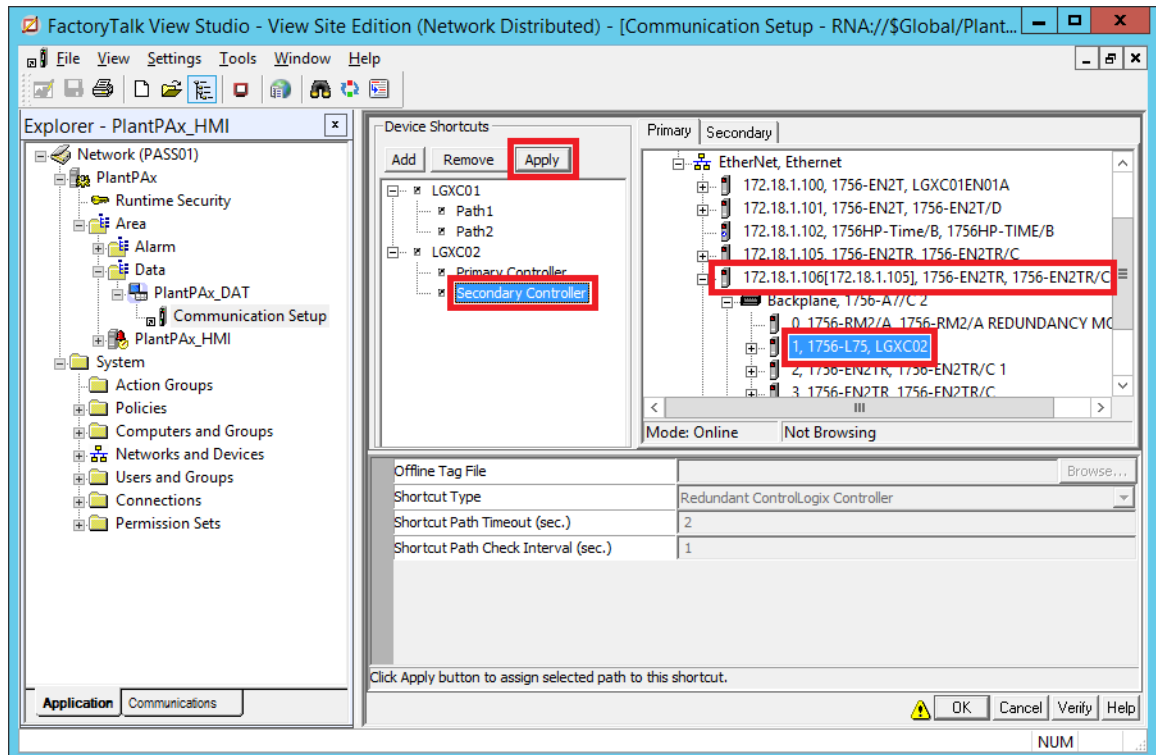 FactoryTalk View Studio - View Site Edition (Network Distributed) - [Communication Setup - RNA://$Global/Plant...
File View Settings Tools Window Help
Explorer - PlantPAx_HMI
Network (PASS01)
PlantPAx
Runtime Security
Area
Alarm
Data
PlantPAx_DAT
Communication Setup
PlantPAx_HMI
System
Action Groups
Policies
Computers and Groups
Networks and Devices
Users and Groups
Connections
Permission Sets
Application Communications
Device Shortcuts
Add Remove Apply
LGXC01
Path1
Path2
LGXC02
Primary Controller
Secondary Controller
Primary Secondary
EtherNet, Ethernet
172.18.1.100, 1756-EN2T, LGXC01EN01A
172.18.1.101, 1756-EN2T, 1756-EN2T/D
172.18.1.102, 1756HP-Time/B, 1756HP-TIME/B
172.18.1.105, 1756-EN2TR, 1756-EN2TR/C
172.18.1.106[172.18.1.105], 1756-EN2TR, 1756-EN2TR/C
Backplane, 1756-A7/C 2
0, 1756-RM2/A, 1756-RM2/A REDUNDANCY MO
1, 1756-L75, LGXC02
2, 1756-EN2TR, 1756-EN2TR/C 1
3, 1756-EN2TR, 1756-EN2TR/C
Mode: Online Not Browsing
Offline Tag File Browse...
Shortcut Type Redundant ControlLogix Controller
Shortcut Path Timeout (sec.) 2
Shortcut Path Check Interval (sec.) 1
Click Apply button to assign selected path to this shortcut.
OK Cancel Verify Help
NUM